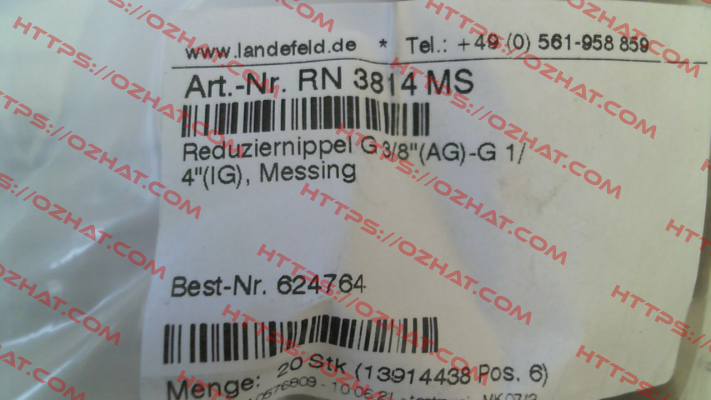 www.landefeld.de * Tel.: +49 (0) 561-958 859
Art.-Nr. RN 3814 MS
Reduziernippel G 3/8"(AG)-G 1/
4"(IG), Messing
Best-Nr. 624764
Menge: 20 Stk (13914438 Pos. 6)
HTTPS://OZHAT.COM